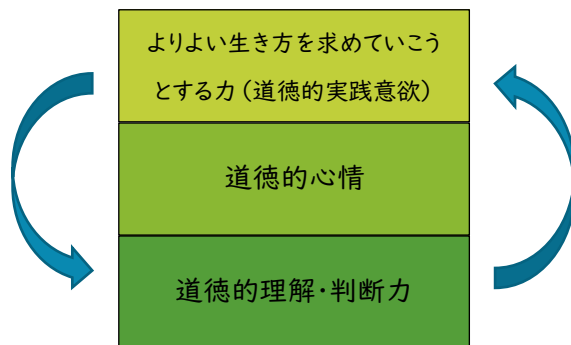 よりよい生き方を求めていこう
とする力（道徳的実践意欲）
道徳的心情
道徳的理解・判断力